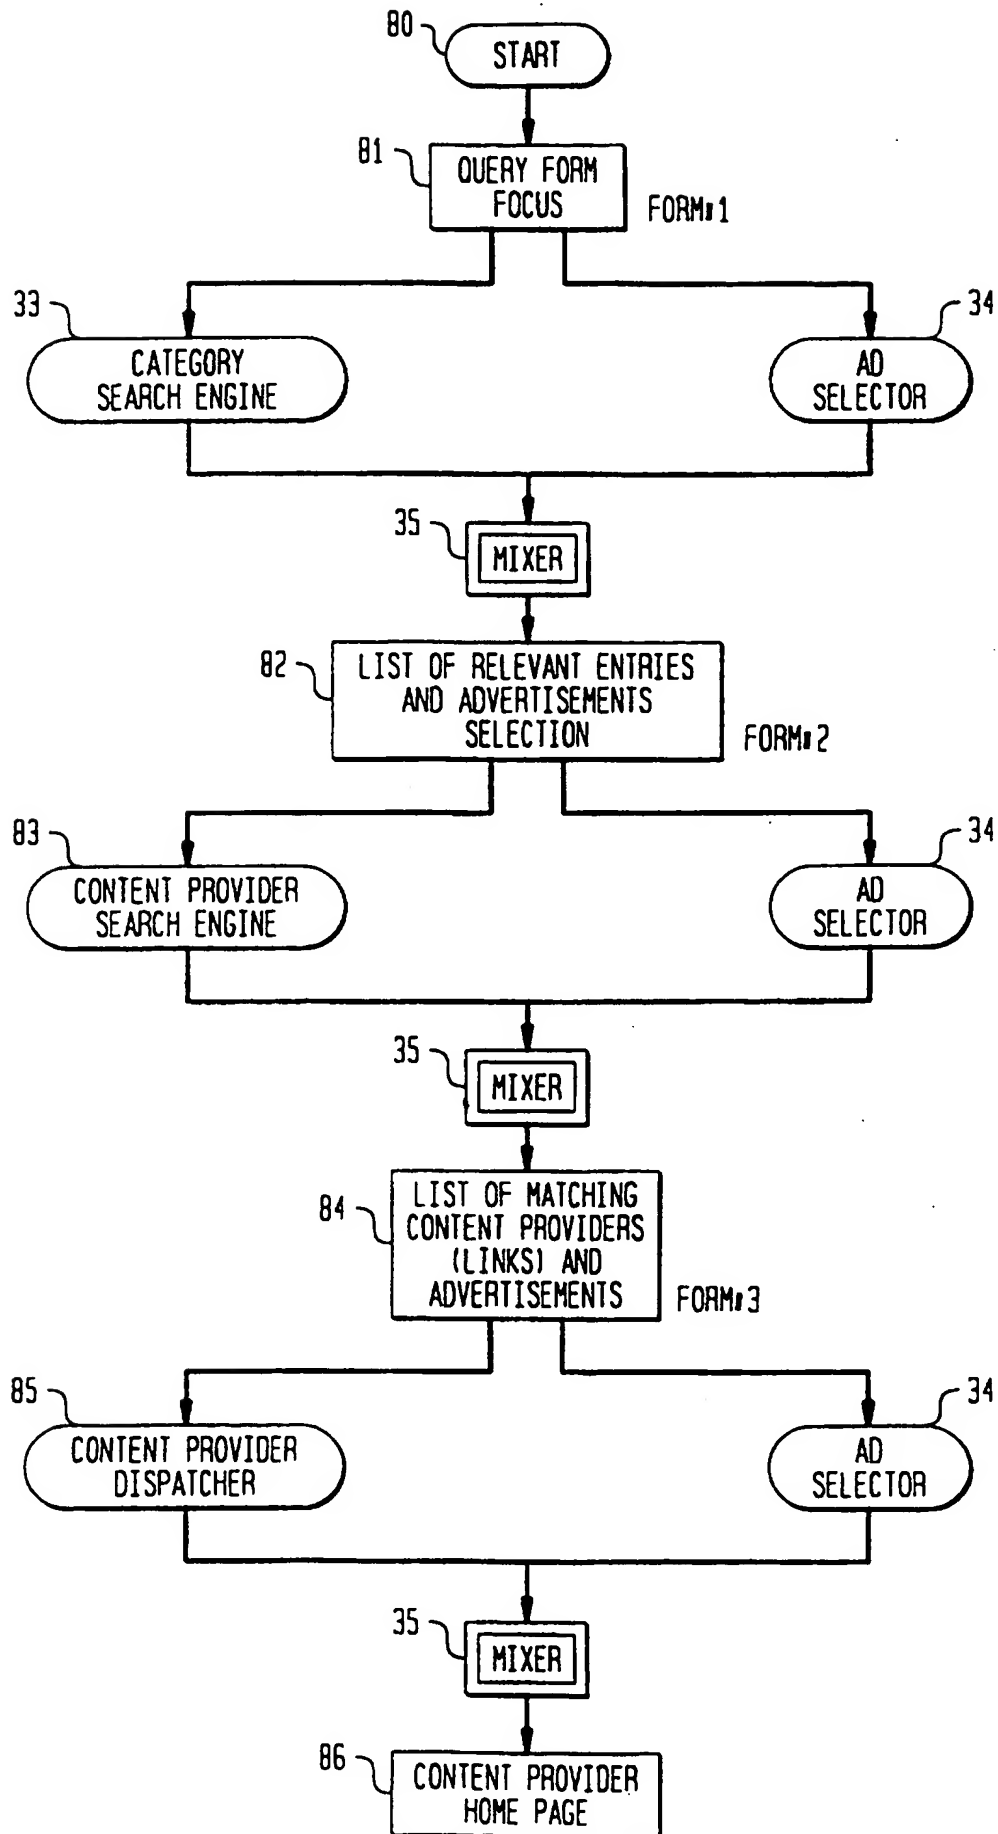 80
START
81
QUERY FORM
FOCUS
FORM#1
33
CATEGORY
SEARCH ENGINE
34
AD
SELECTOR
35
MIXER
82
LIST OF RELEVANT ENTRIES
AND ADVERTISEMENTS
SELECTION
FORM#2
83
CONTENT PROVIDER
SEARCH ENGINE
34
AD
SELECTOR
35
MIXER
84
LIST OF MATCHING
CONTENT PROVIDERS
(LINKS) AND
ADVERTISEMENTS
FORM#3
85
CONTENT PROVIDER
DISPATCHER
34
AD
SELECTOR
35
MIXER
86
CONTENT PROVIDER
HOME PAGE